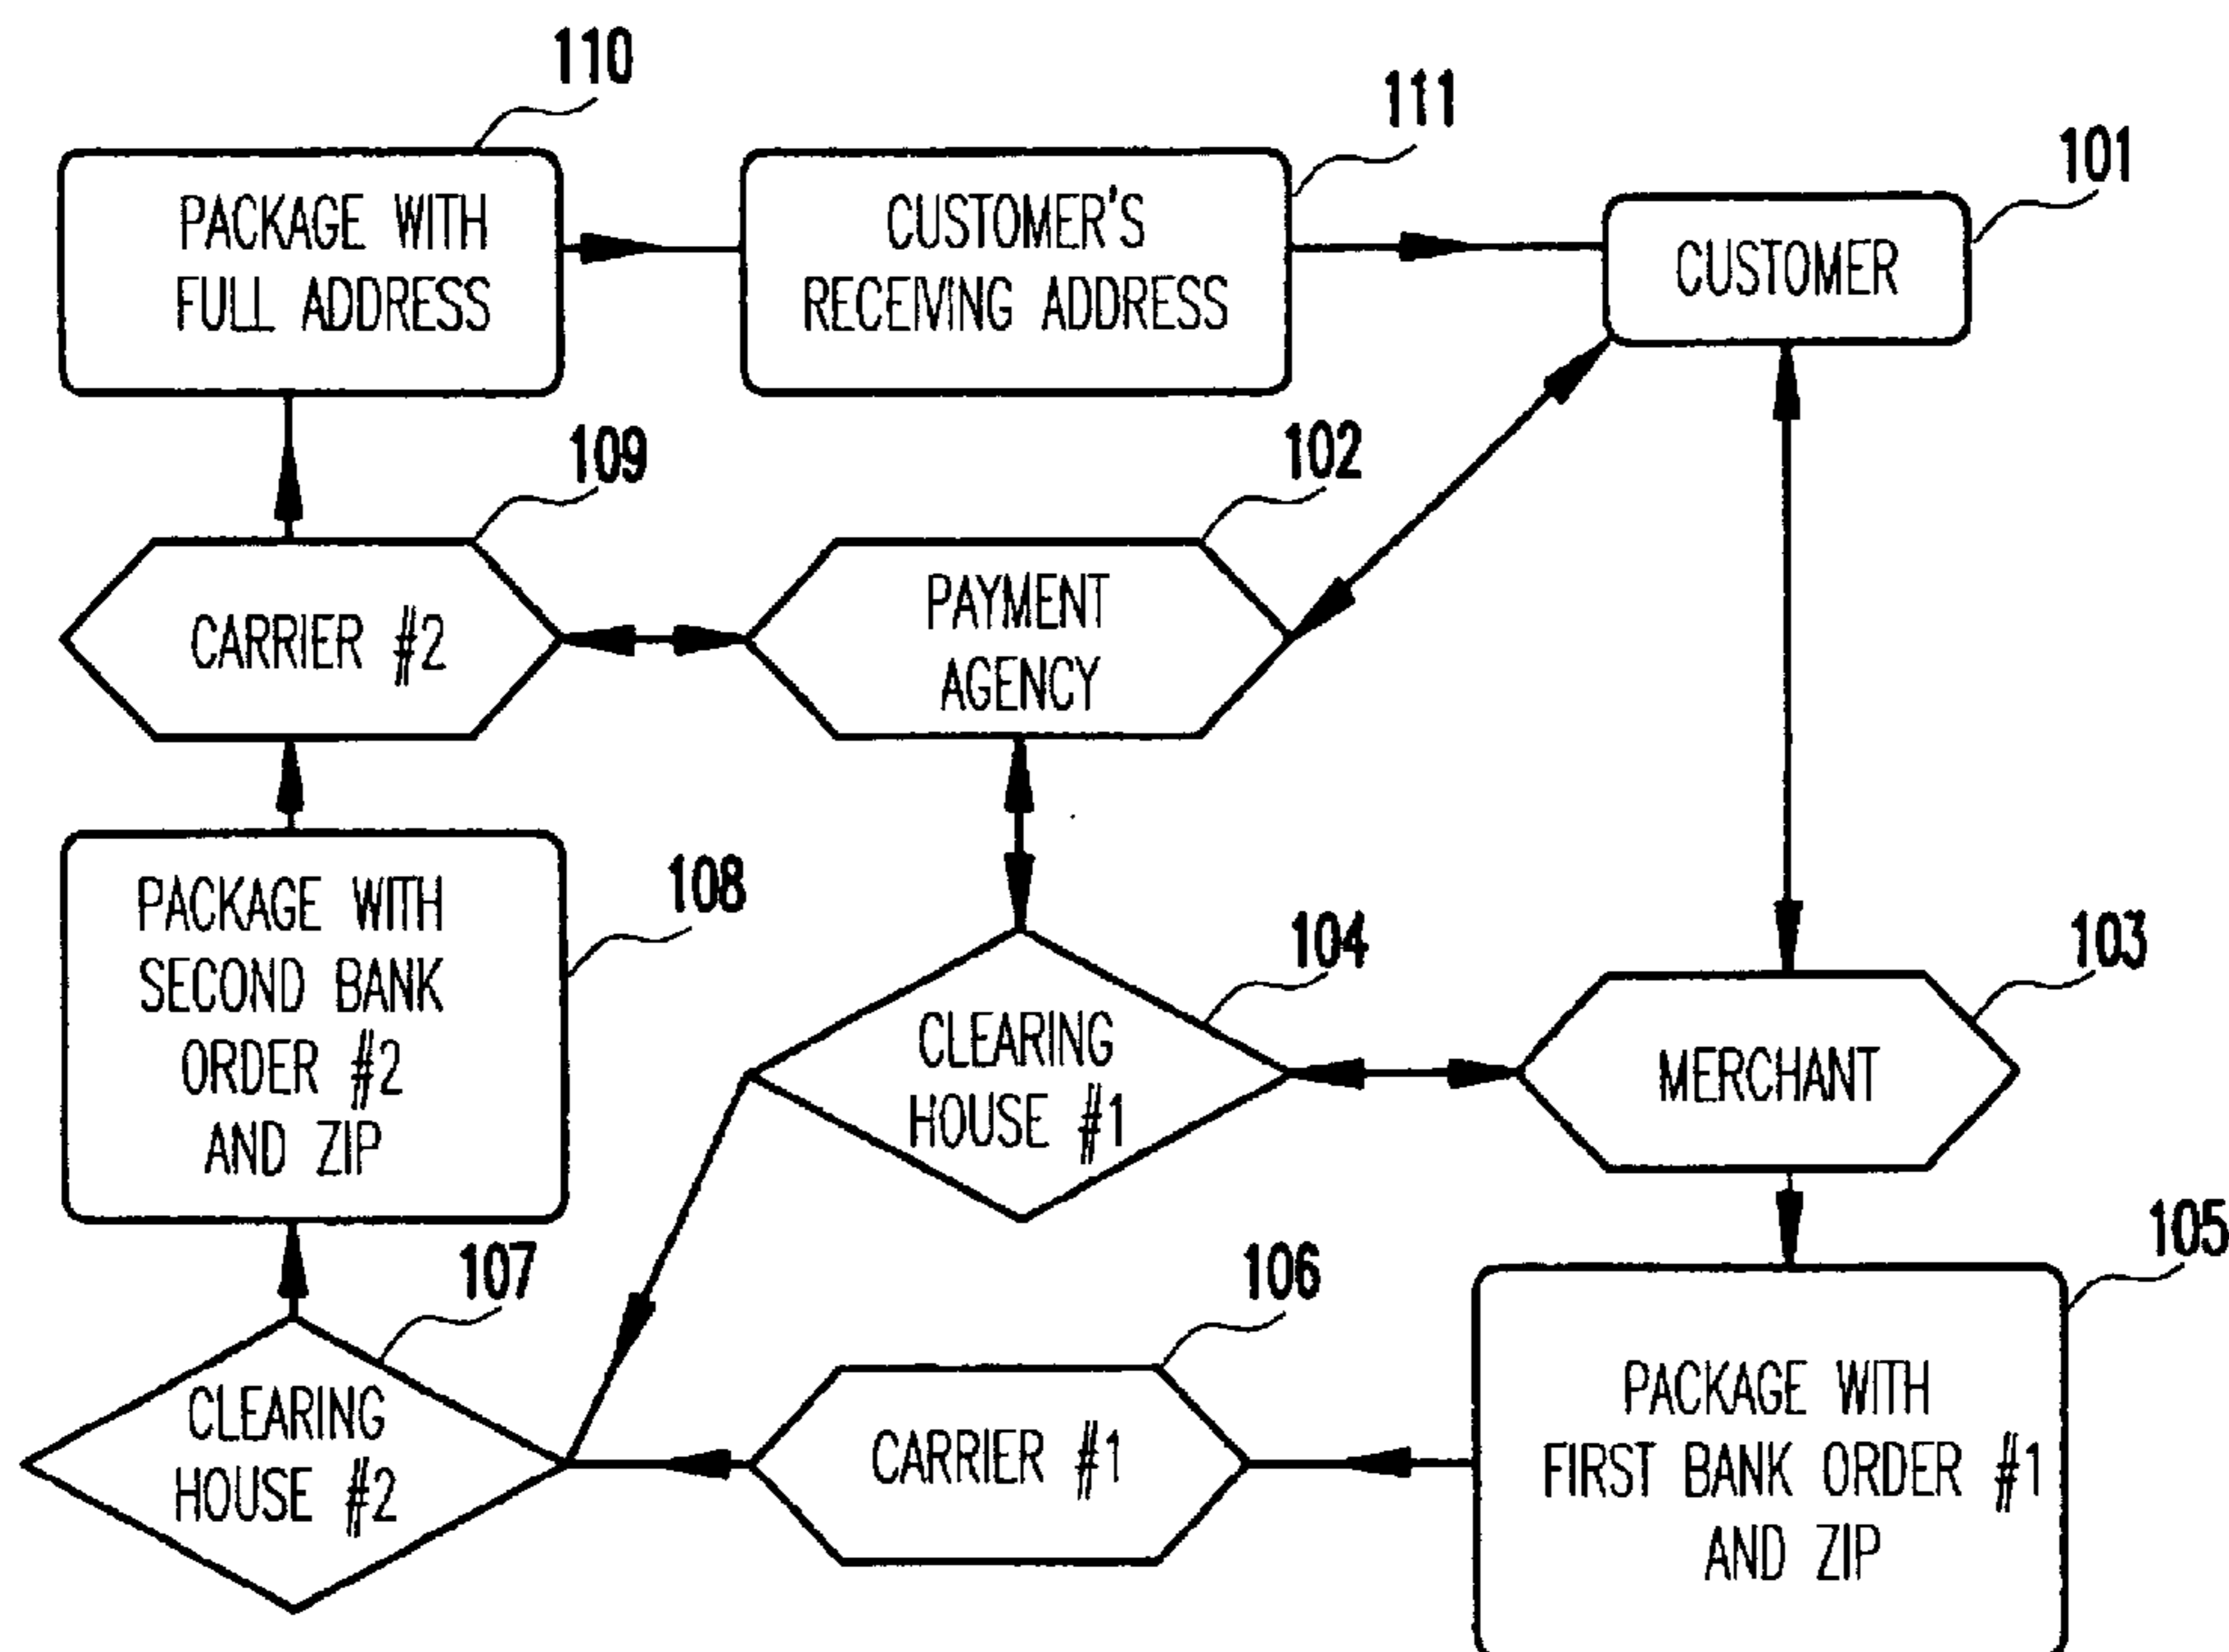 110
111
101
PACKAGE WITH
FULL ADDRESS
CUSTOMER'S
RECEIVING ADDRESS
CUSTOMER
109
102
CARRIER #2
PAYMENT
AGENCY
108
104
103
PACKAGE WITH
SECOND BANK
ORDER #2
AND ZIP
CLEARING
HOUSE #1
MERCHANT
107
106
105
CLEARING
HOUSE #2
CARRIER #1
PACKAGE WITH
FIRST BANK ORDER #1
AND ZIP